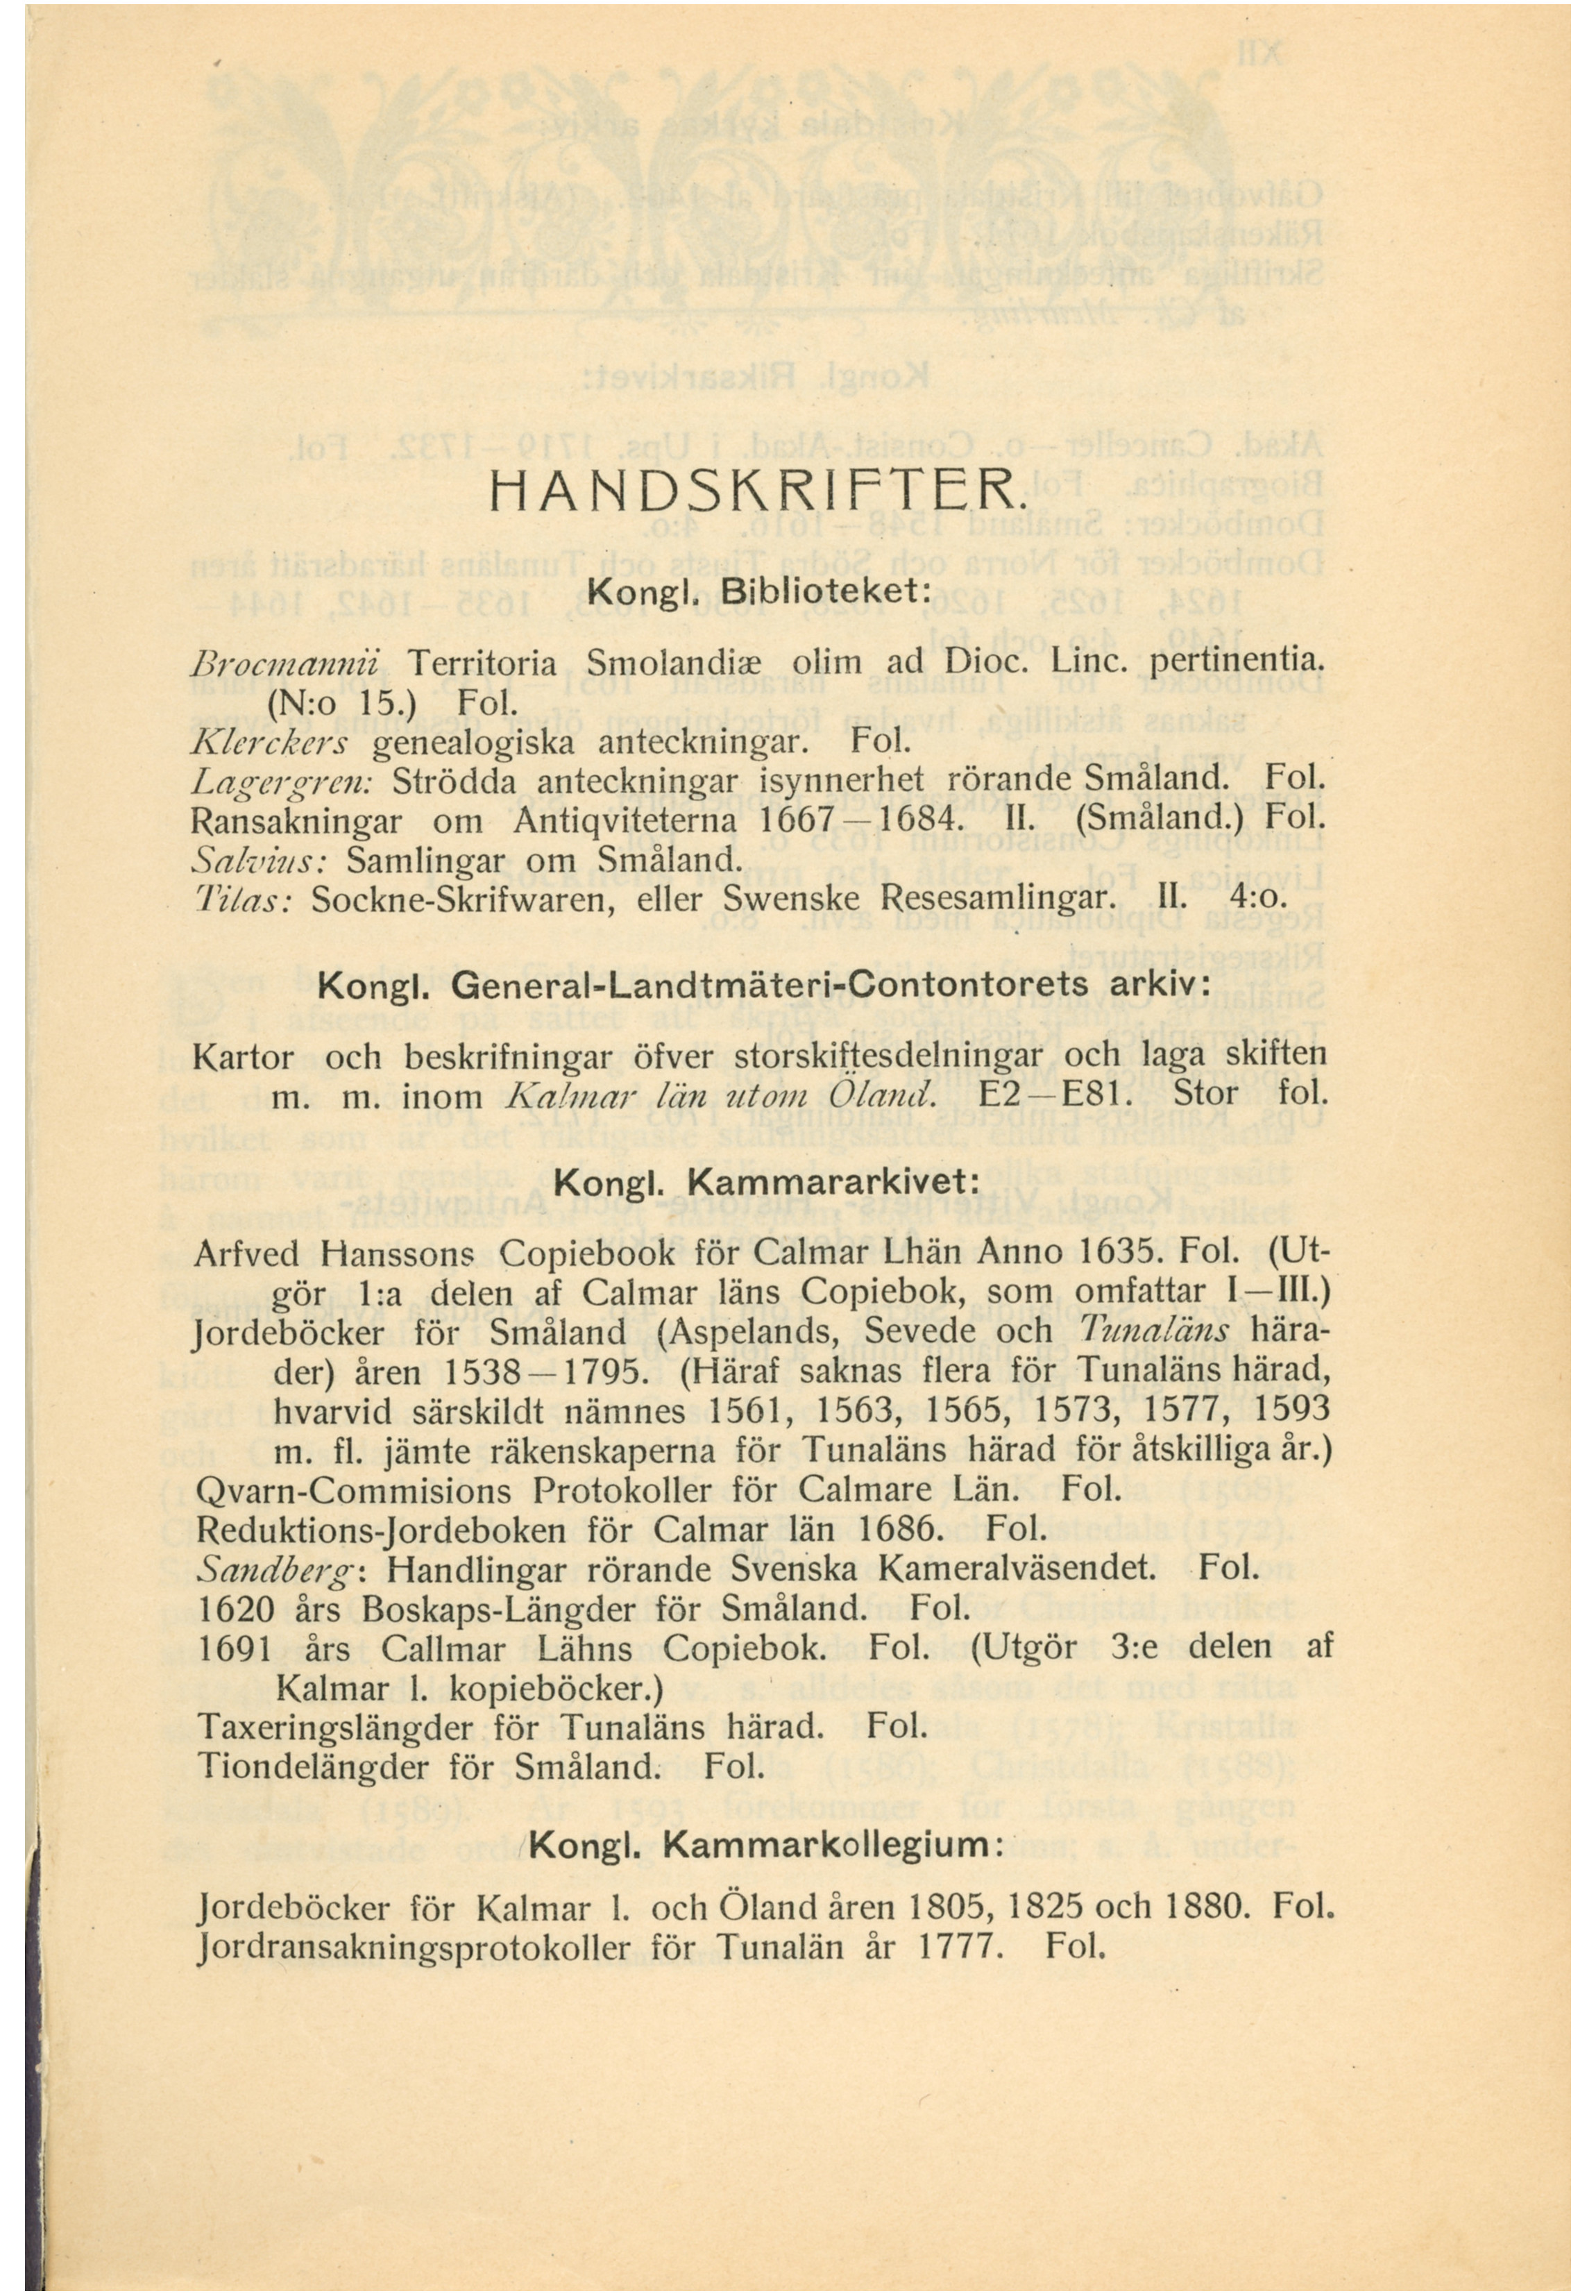 HANDSKRIFTER.
Kongl. Biblioteket:
Brocmannii Territoria Smolandiæ olim ad Dioc. Linc. pertinentia.
(N:o 15.) Fol.
Klerckers genealogiska anteckningar. Fol.
Lagergren: Strödda anteckningar isynnerhet rörande Småland. Fol.
Ransakningar om Antiqviteterna 1667—1684. II. (Småland.) Fol.
Salvius: Samlingar om Småland.
Tilas: Sockne-Skrifwaren, eller Swenske Resesamlingar. II. 4:o.
Kongl. General-Landtmäteri-Contontorets arkiv:
Kartor och beskrifningar öfver storskiftesdelningar och laga skiften
m. m. inom Kalmar län utom Öland. E2—E81. Stor fol.
Kongl. Kammararkivet:
Arfved Hanssons Copiebook för Calmar Lhän Anno 1635. Fol. (Ut-
gör 1:a delen af Calmar läns Copiebok, som omfattar I—III.)
Jordeböcker för Småland (Aspelands, Sevede och Tunaläns hära-
der) åren 1538—1795. (Häraf saknas flera för Tunaläns härad,
hvarvid särskildt nämnes 1561, 1563, 1565, 1573, 1577, 1593
m. fl. jämte räkenskaperna för Tunaläns härad för åtskilliga år.)
Qvarn-Commisions Protokoller för Calmare Län. Fol.
Reduktions-Jordeboken för Calmar län 1686. Fol.
Sandberg: Handlingar rörande Svenska Kameralväsendet. Fol.
1620 års Boskaps-Längder för Småland. Fol.
1691 års Callmar Lähns Copiebok. Fol. (Utgör 3:e delen af
Kalmar l. kopieböcker.)
Taxeringslängder för Tunaläns härad. Fol.
Tiondelängder för Småland. Fol.
Kongl. Kammarkollegium:
Jordeböcker för Kalmar l. och Öland åren 1805, 1825 och 1880. Fol.
Jordransakningsprotokoller för Tunalän år 1777. Fol.